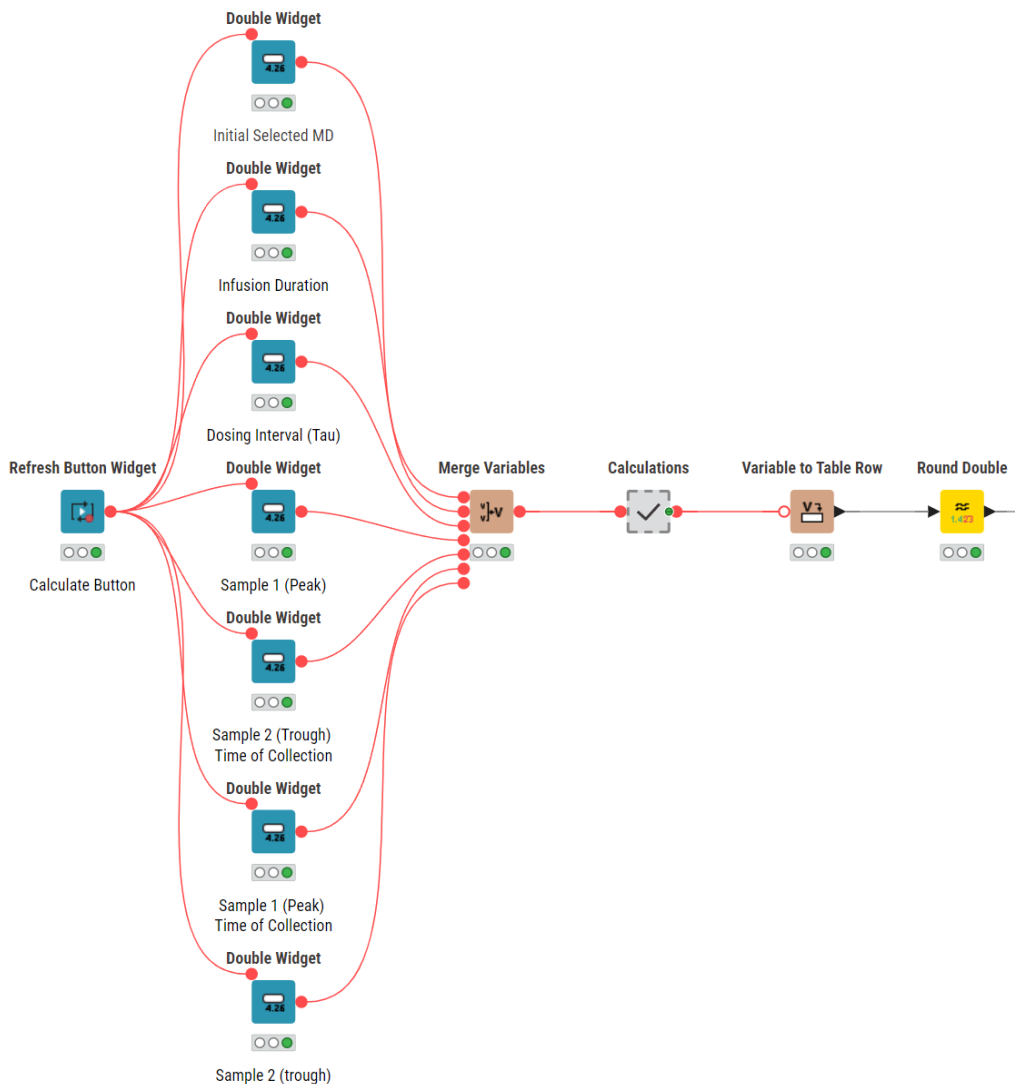 Double Widget
4.26
Initial Selected MD
Double Widget
4.26
Infusion Duration
Double Widget
4.26
Dosing Interval (Tau)
Refresh Button Widget
Calculate Button
Double Widget
4.26
Sample 1 (Peak)
Merge Variables
v
v
]▸V
Calculations
Variable to Table Row
V
Round Double
1.423
Double Widget
4.26
Sample 2 (Trough)
Time of Collection
Double Widget
4.26
Sample 1 (Peak)
Time of Collection
Double Widget
4.26
Sample 2 (trough)